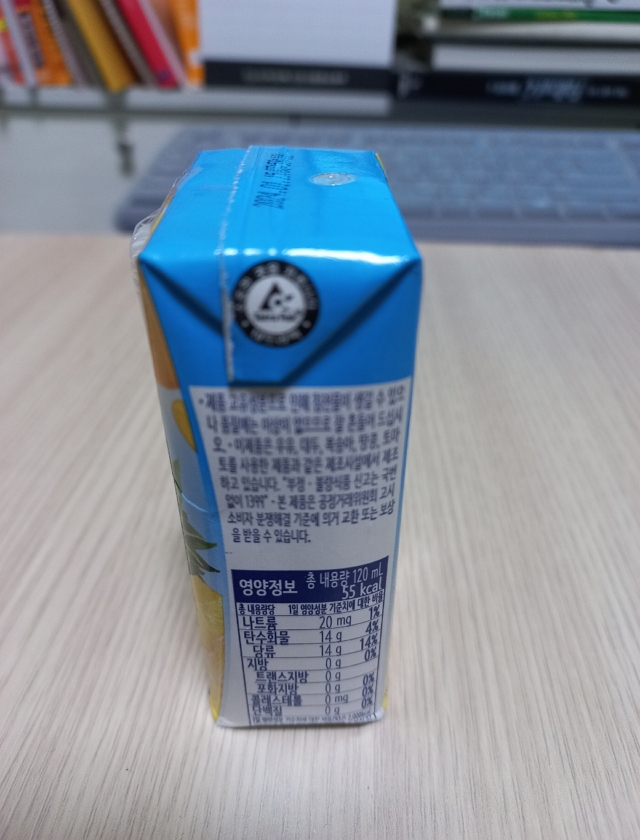 • 제품 고유성분으로 인해 침전물이 생길 수 있으
나 품질에는 이상이 없으므로 잘 흔들어 드십시
오 • 이제품은 우유, 대두, 복숭아, 땅콩, 토마
토를 사용한 제품과 같은 제조시설에서 제조
하고 있습니다. "부정 · 불량식품 신고는 국번
없이 1399" • 본 제품은 공정거래위원회 고시
소비자 분쟁해결 기준에 의거 교환 또는 보상
을 받을 수 있습니다.
영양정보 총 내용량 120 mL
55 kcal
총 내용량당 1일 영양성분 기준치에 대한 비율
나트륨 20 mg 1%
탄수화물 14 g 4%
당류 14 g 14%
지방 0 g 0%
트랜스지방 0 g
포화지방 0 g 0%
콜레스테롤 0 mg 0%
단백질 0 g 0%